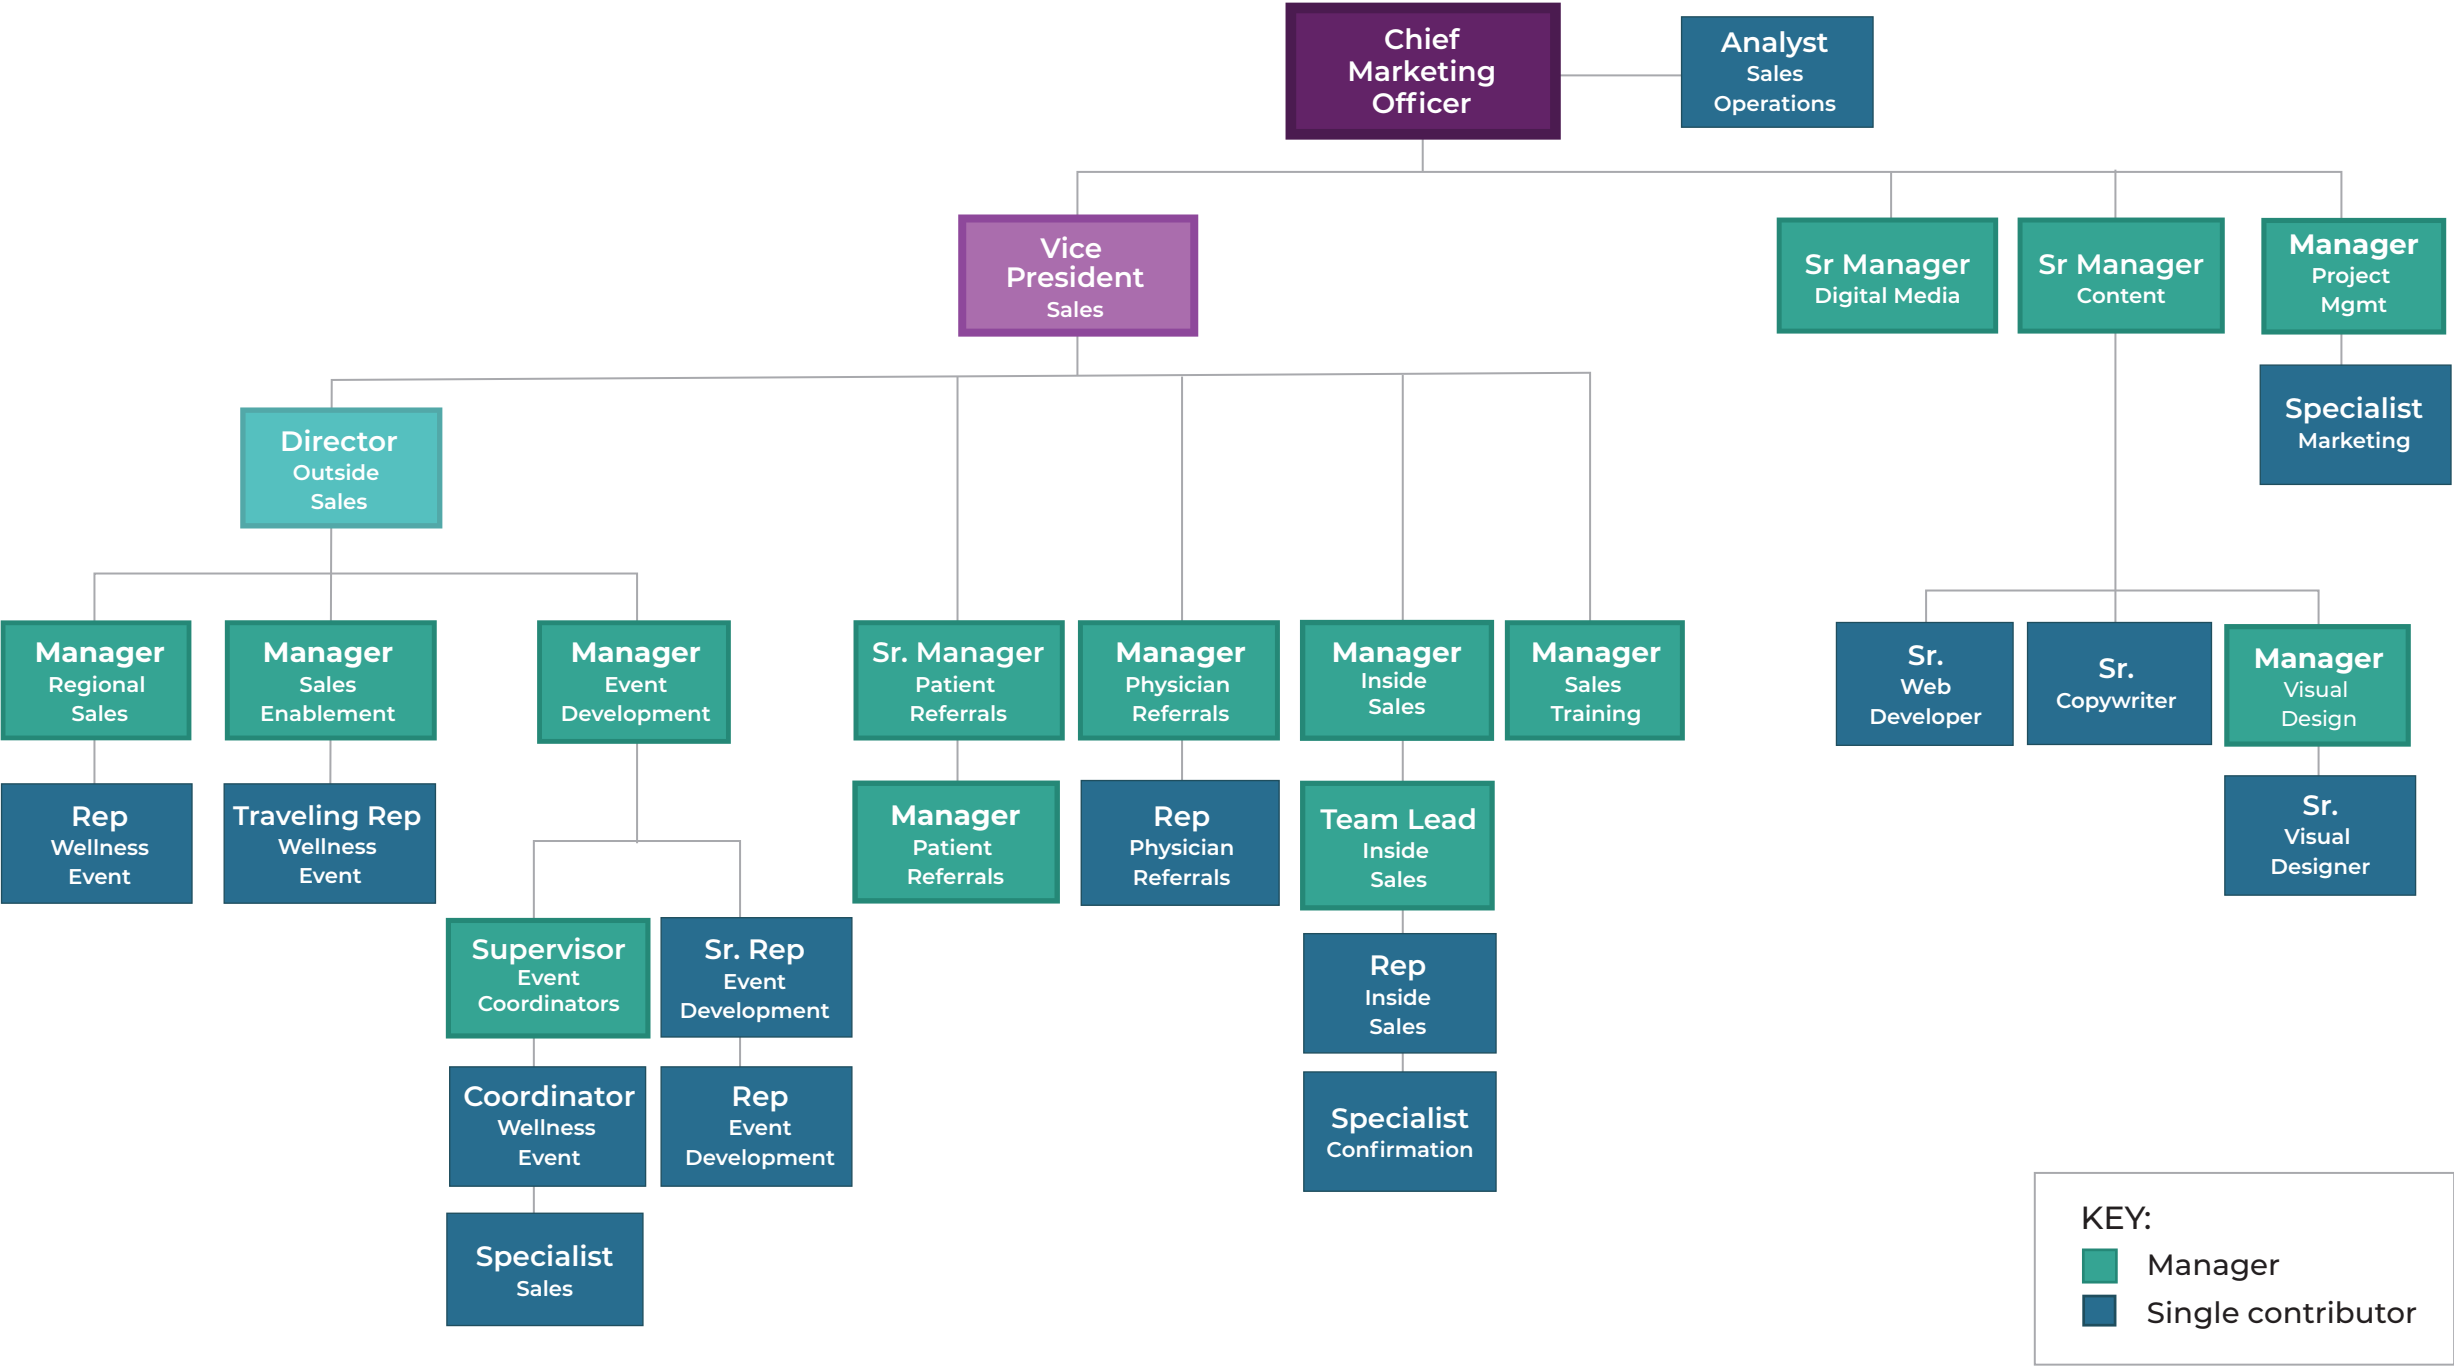 Chief
Marketing
Officer
Analyst
Sales
Operations
Vice
President
Sales
Sr Manager
Digital Media
Sr Manager
Content
Manager
Project
Mgmt
Specialist
Marketing
Director
Outside
Sales
Manager
Regional
Sales
Manager
Sales
Enablement
Manager
Event
Development
Sr. Manager
Patient
Referrals
Manager
Physician
Referrals
Manager
Inside
Sales
Manager
Sales
Training
Sr.
Web
Developer
Sr.
Copywriter
Manager
Visual
Design
Rep
Wellness
Event
Traveling Rep
Wellness
Event
Manager
Patient
Referrals
Rep
Physician
Referrals
Team Lead
Inside
Sales
Sr.
Visual
Designer
Supervisor
Event
Coordinators
Sr. Rep
Event
Development
Rep
Inside
Sales
Coordinator
Wellness
Event
Rep
Event
Development
Specialist
Confirmation
Specialist
Sales
KEY:
Manager
Single contributor